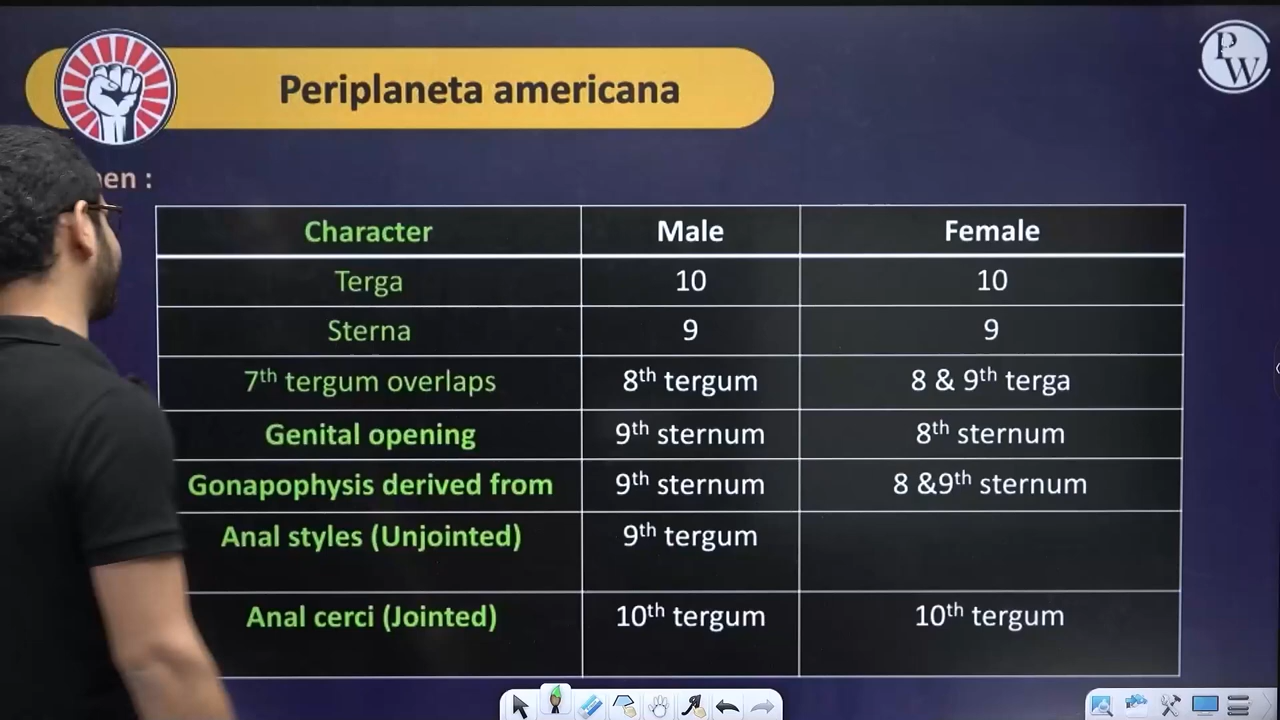 Periplaneta americana
PW
en :
Character Male Female
Terga 10 10
Sterna 9 9
7th tergum overlaps 8th tergum 8 & 9th terga
Genital opening 9th sternum 8th sternum
Gonapophysis derived from 9th sternum 8 &9th sternum
Anal styles (Unjointed) 9th tergum
Anal cerci (Jointed) 10th tergum 10th tergum